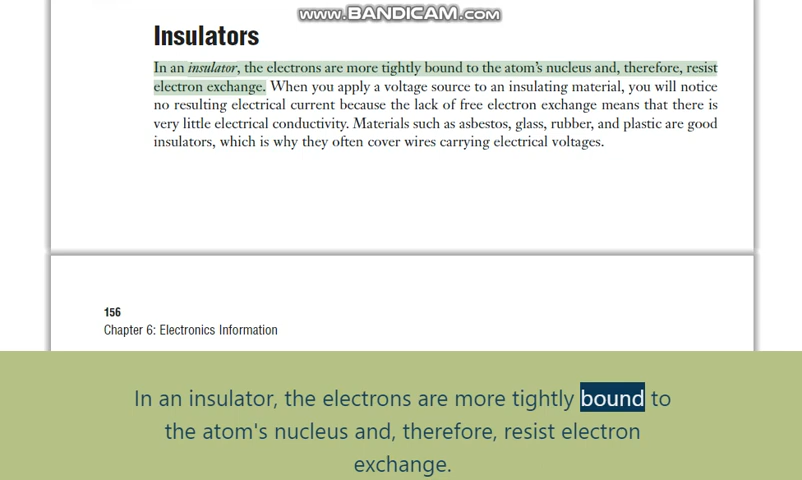 www.BANDICAM.com
Insulators
In an insulator, the electrons are more tightly bound to the atom’s nucleus and, therefore, resist
electron exchange. When you apply a voltage source to an insulating material, you will notice
no resulting electrical current because the lack of free electron exchange means that there is
very little electrical conductivity. Materials such as asbestos, glass, rubber, and plastic are good
insulators, which is why they often cover wires carrying electrical voltages.
156
Chapter 6: Electronics Information
In an insulator, the electrons are more tightly bound to
the atom's nucleus and, therefore, resist electron
exchange.